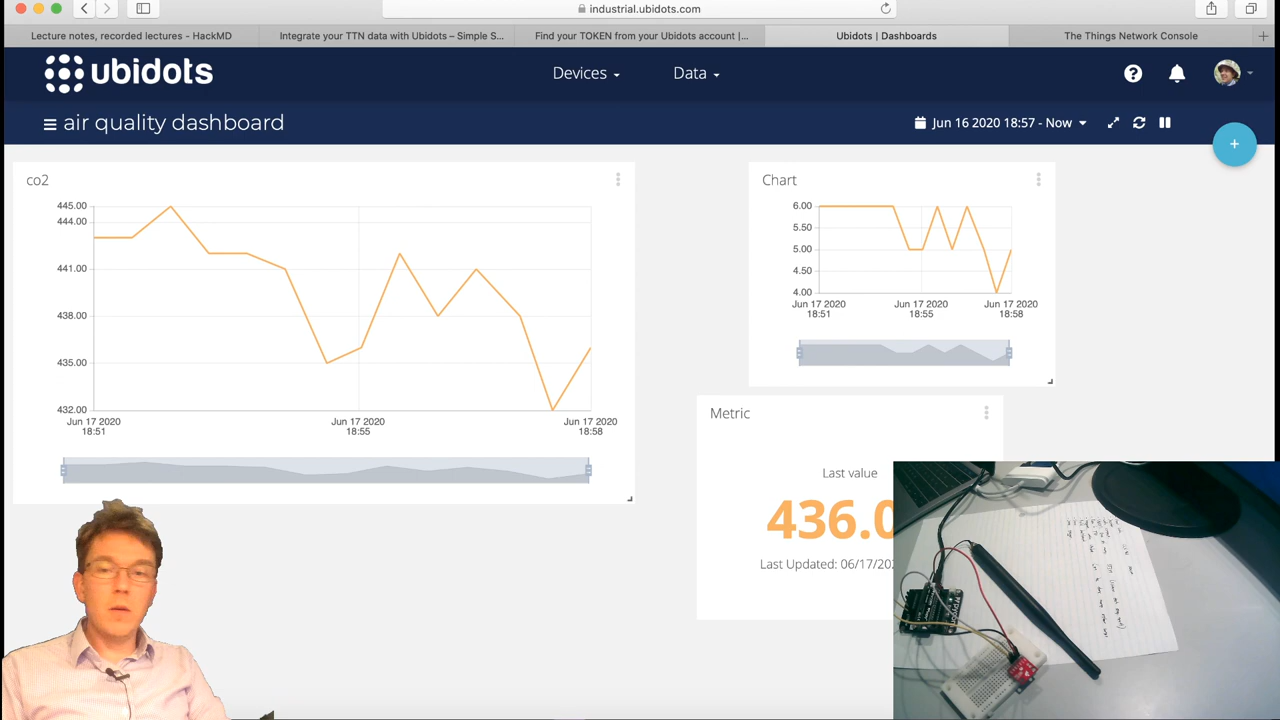 industrial.ubidots.com
Lecture notes, recorded lectures - HackMD
Integrate your TTN data with Ubidots – Simple S...
Find your TOKEN from your Ubidots account |...
Ubidots | Dashboards
The Things Network Console
ubidots
Devices
Data
air quality dashboard
Jun 16 2020 18:57 - Now
co2
445.00
444.00
441.00
438.00
435.00
432.00
Jun 17 2020
18:51
Jun 17 2020
18:55
Jun 17 2020
18:58
Chart
6.00
5.50
5.00
4.50
4.00
Jun 17 2020
18:51
Jun 17 2020
18:55
Jun 17 2020
18:58
Metric
Last value
436.0
Last Updated: 06/17/202